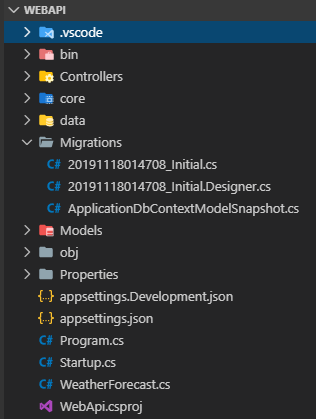 WEBAPI
.vscode
bin
Controllers
core
data
Migrations
C# 20191118014708_Initial.cs
C# 20191118014708_Initial.Designer.cs
C# ApplicationDbContextModelSnapshot.cs
Models
obj
Properties
{..} appsettings.Development.json
{..} appsettings.json
C# Program.cs
C# Startup.cs
C# WeatherForecast.cs
WebApi.csproj